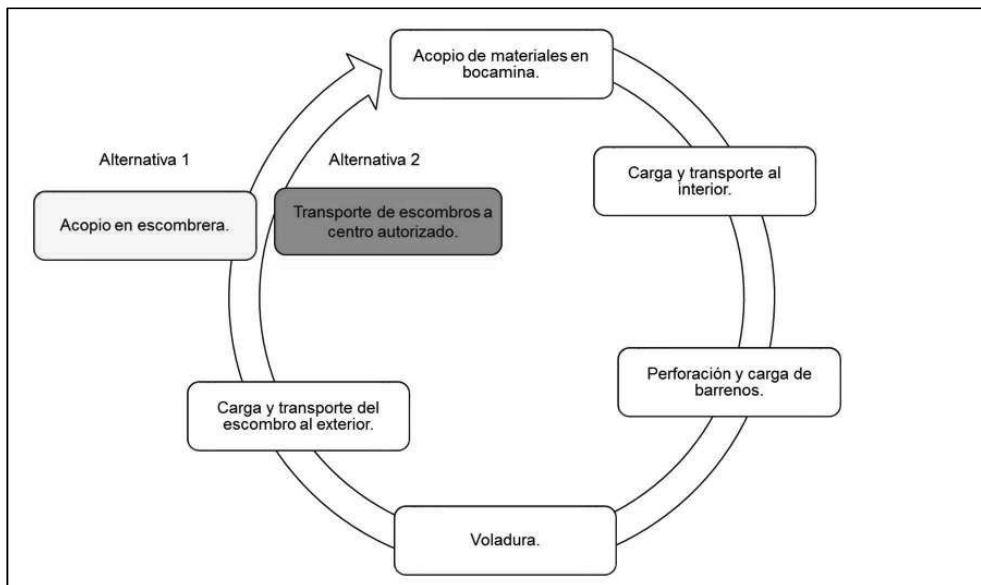 Acopio de materiales en
bocamina.
Alternativa 1
Alternativa 2
Carga y transporte al
interior.
Acopio en escombrera.
Transporte de escombros a
centro autorizado.
Perforación y carga de
barrenos.
Carga y transporte del
escombro al exterior.
Voladura.